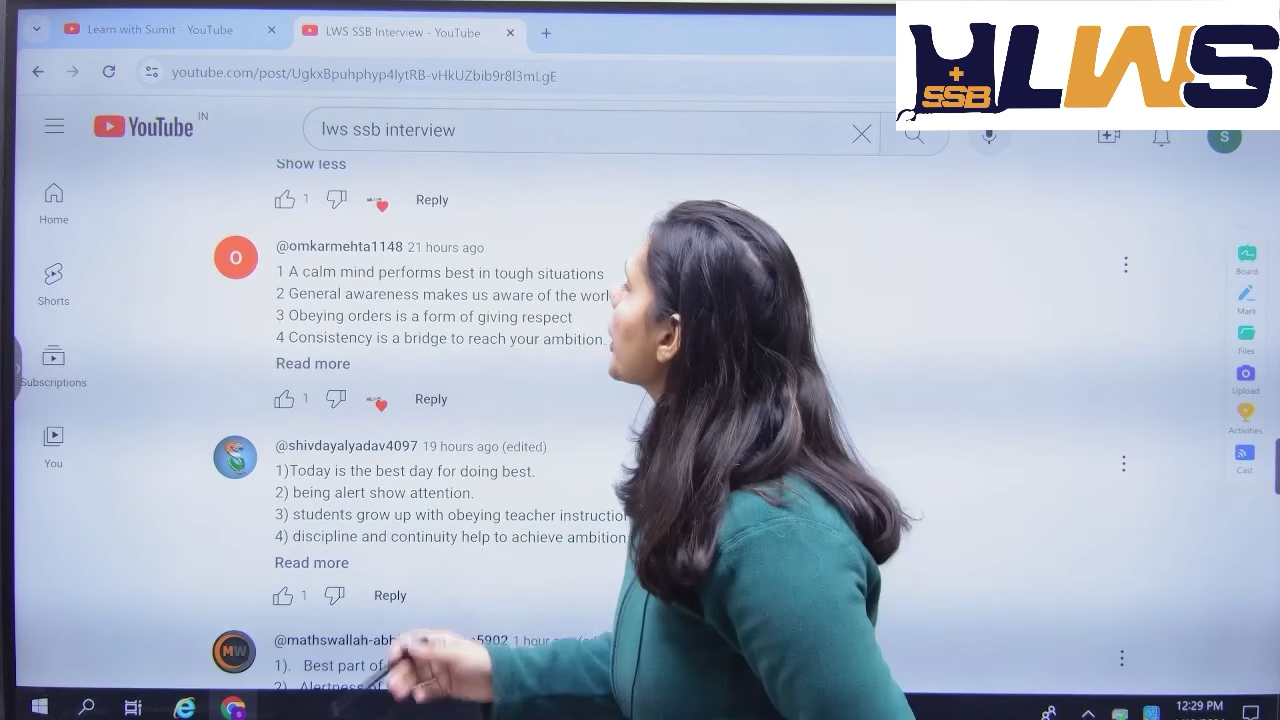 Learn with Sumit - YouTube
LWS SSB Interview - YouTube
youtube.com/post/UgkxBpuhphyp4lytRB-vHkUZbib9r8l3mLgE
SSB LWS
YouTube IN
lws ssb interview
S
Show less
1 Reply
Home
Shorts
Subscriptions
You
O
@omkarmehta1148 21 hours ago
1 A calm mind performs best in tough situations
2 General awareness makes us aware of the
3 Obeying orders is a form of giving respect
4 Consistency is a bridge to reach your ambition..
Read more
1 Reply
@shivdayalyadav4097 19 hours ago (edited)
1)Today is the best day for doing best.
2) being alert show attention.
3) students grow up with obeying teacher
4) discipline and continuity help to achieve ambition
Read more
1 Reply
MW
1 hour
1). Best part of
2)
Board
Mark
Files
Upload
Activities
Cast
12:29 PM